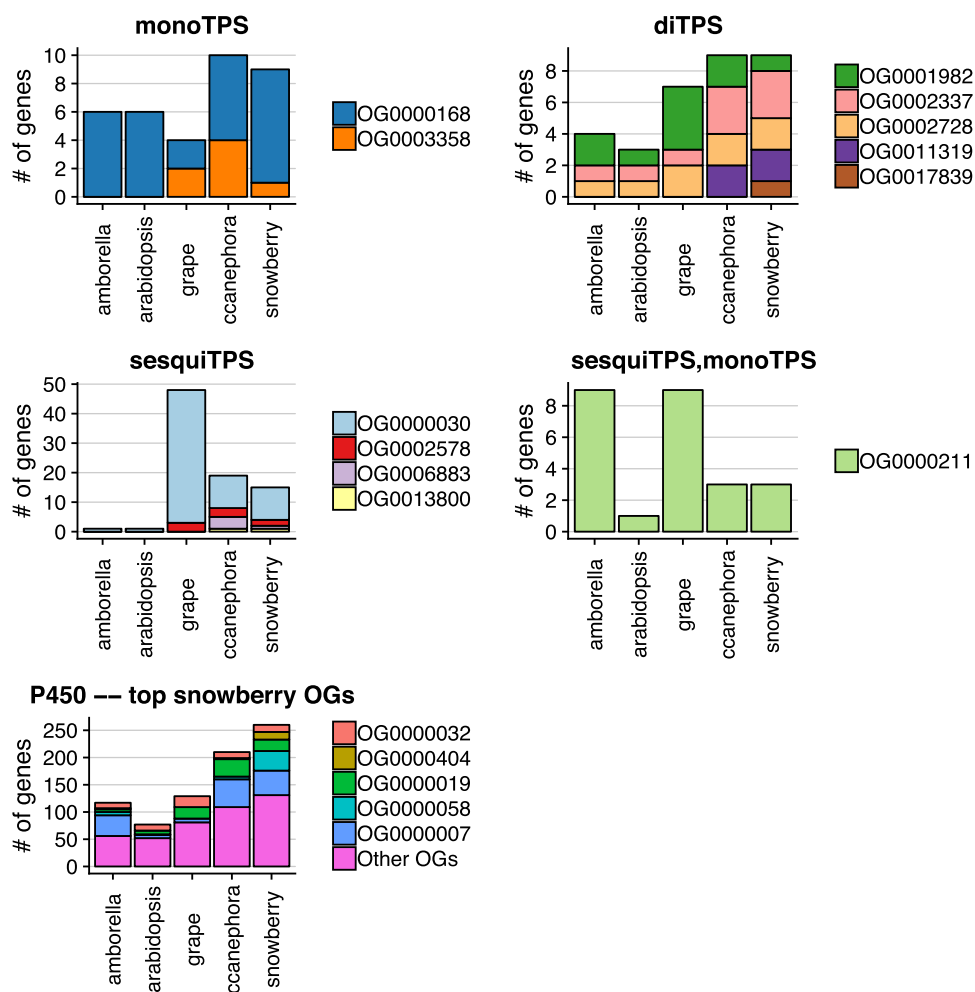 monoTPS
# of genes
10
8
6
4
2
0
amborella
arabidopsis
grape
ccanephora
snowberry
OG0000168
OG0003358
diTPS
# of genes
8
6
4
2
0
amborella
arabidopsis
grape
ccanephora
snowberry
OG0001982
OG0002337
OG0002728
OG0011319
OG0017839
sesquiTPS
# of genes
50
40
30
20
10
0
amborella
arabidopsis
grape
ccanephora
snowberry
OG0000030
OG0002578
OG0006883
OG0013800
sesquiTPS,monoTPS
# of genes
8
6
4
2
0
amborella
arabidopsis
grape
ccanephora
snowberry
OG0000211
P450 −− top snowberry OGs
# of genes
250
200
150
100
50
0
amborella
arabidopsis
grape
ccanephora
snowberry
OG0000032
OG0000404
OG0000019
OG0000058
OG0000007
Other OGs